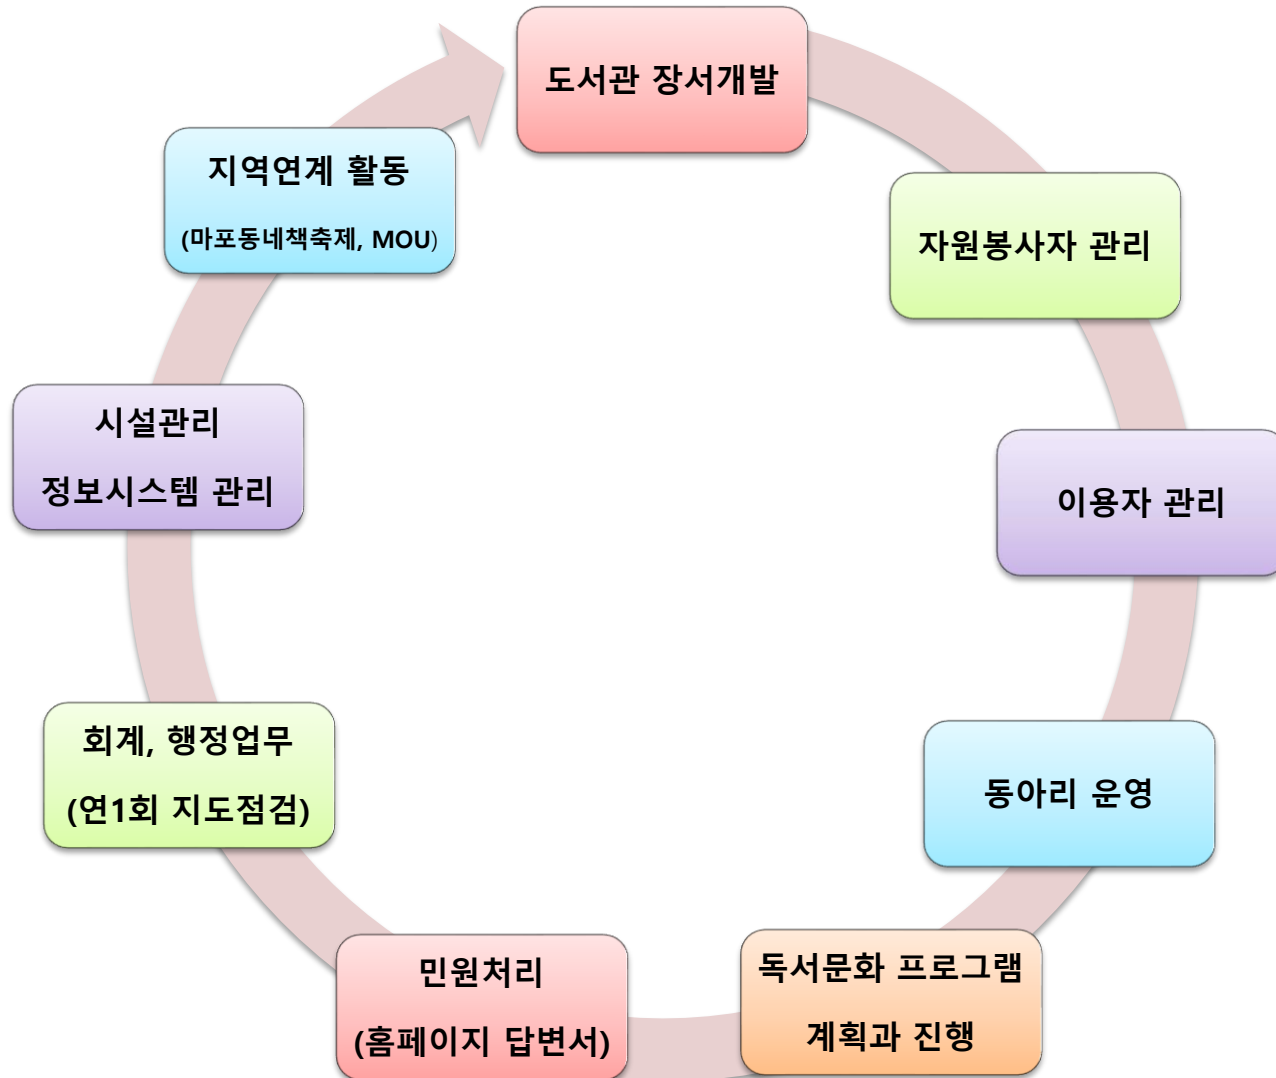 도서관 장서개발
자원봉사자 관리
이용자 관리
동아리 운영
독서문화 프로그램
계획과 진행
민원처리
(홈페이지 답변서)
회계, 행정업무
(연1회 지도점검)
시설관리
정보시스템 관리
지역연계 활동
(마포동네책축제, MOU)